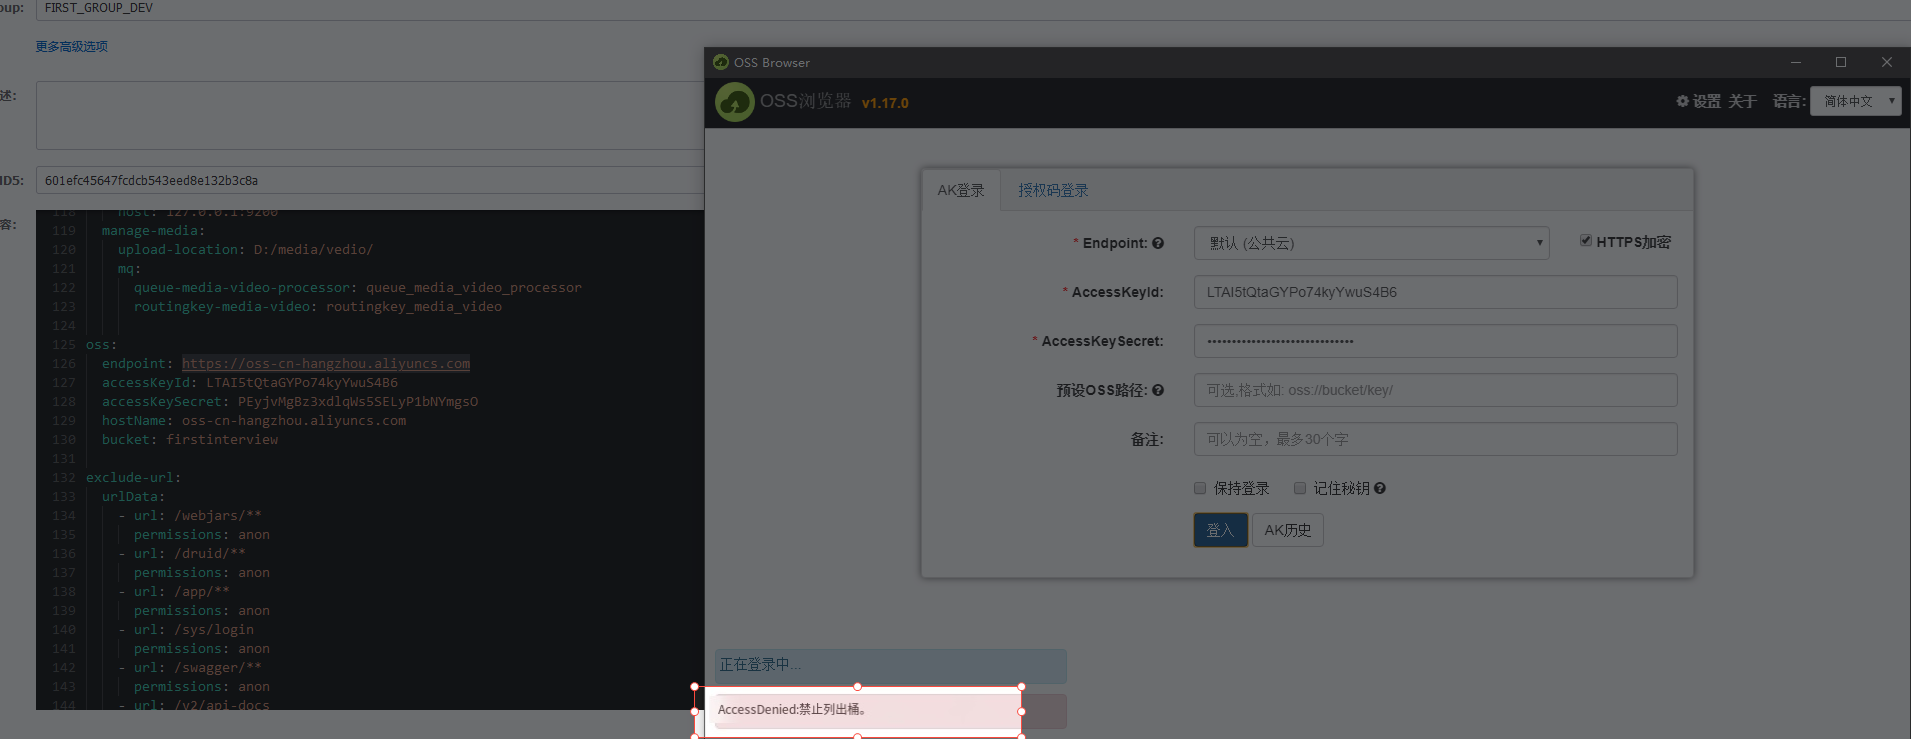 oup: FIRST_GROUP_DEV
更多高级选项
述:
MD5: 601efc45647fcdcb543eed8e132b3c8a
容:
118 host: 127.0.0.1:9200
119 manage-media:
120 upload-location: D:/media/vedio/
121 mq:
122 queue-media-video-processor: queue_media_video_processor
123 routingkey-media-video: routingkey_media_video
124
125 oss:
126 endpoint: https://oss-cn-hangzhou.aliyuncs.com
127 accessKeyId: LTAI5tQtaGYPo74kyYwuS4B6
128 accessKeySecret: PEyjvMgBz3xdlqWs5SELyP1bNYmgsO
129 hostName: oss-cn-hangzhou.aliyuncs.com
130 bucket: firstinterview
131
132 exclude-url:
133 urlData:
134 - url: /webjars/**
135 permissions: anon
136 - url: /druid/**
137 permissions: anon
138 - url: /app/**
139 permissions: anon
140 - url: /sys/login
141 permissions: anon
142 - url: /swagger/**
143 permissions: anon
144 - url: /v2/api-docs
OSS Browser
OSS浏览器 v1.17.0 设置 关于 语言: 简体中文
AK登录 授权码登录
* Endpoint: 默认 (公共云) HTTPS加密
* AccessKeyId: LTAI5tQtaGYPo74kyYwuS4B6
* AccessKeySecret: ••••••••••••••••••••••••••••••
预设OSS路径: 可选,格式如: oss://bucket/key/
备注: 可以为空，最多30个字
保持登录 记住秘钥
登入 AK历史
正在登录中...
AccessDenied:禁止列出桶。